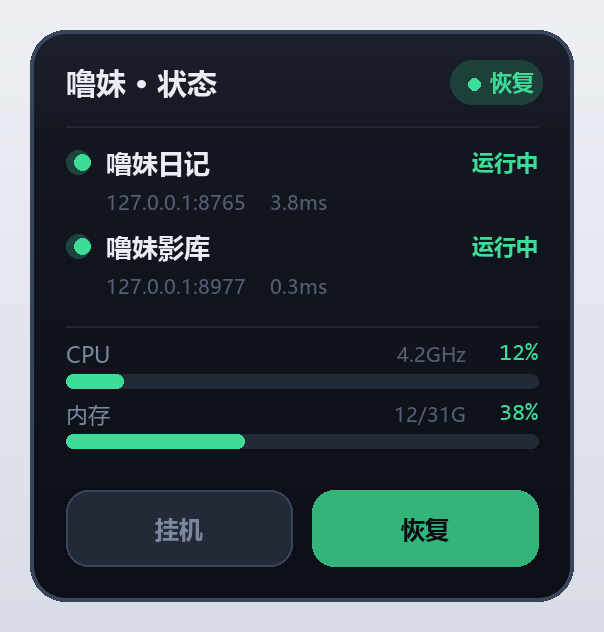 噜妹 • 状态
恢复
噜妹日记
运行中
127.0.0.1:8765 3.8ms
噜妹影库
运行中
127.0.0.1:8977 0.3ms
CPU 4.2GHz 12%
内存 12/31G 38%
挂机
恢复